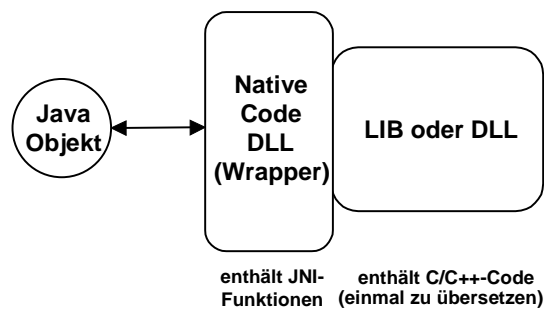 Java
Objekt
Native
Code
DLL
(Wrapper)
LIB oder DLL
enthält JNI-
Funktionen
enthält C/C++-Code
(einmal zu übersetzen)